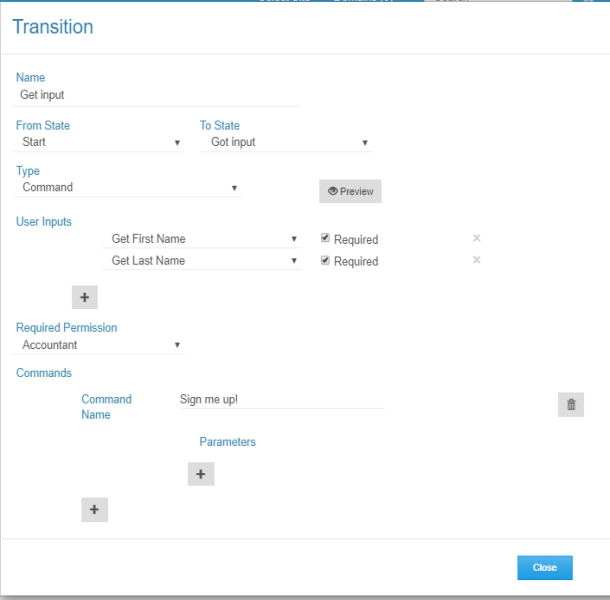 Transition
Name
Get input
From State
To State
Start
Got input
Type
Command
Preview
User Inputs
Get First Name
Required
Get Last Name
Required
Required Permission
Accountant
Commands
Command
Name
Sign me up!
Parameters
Close